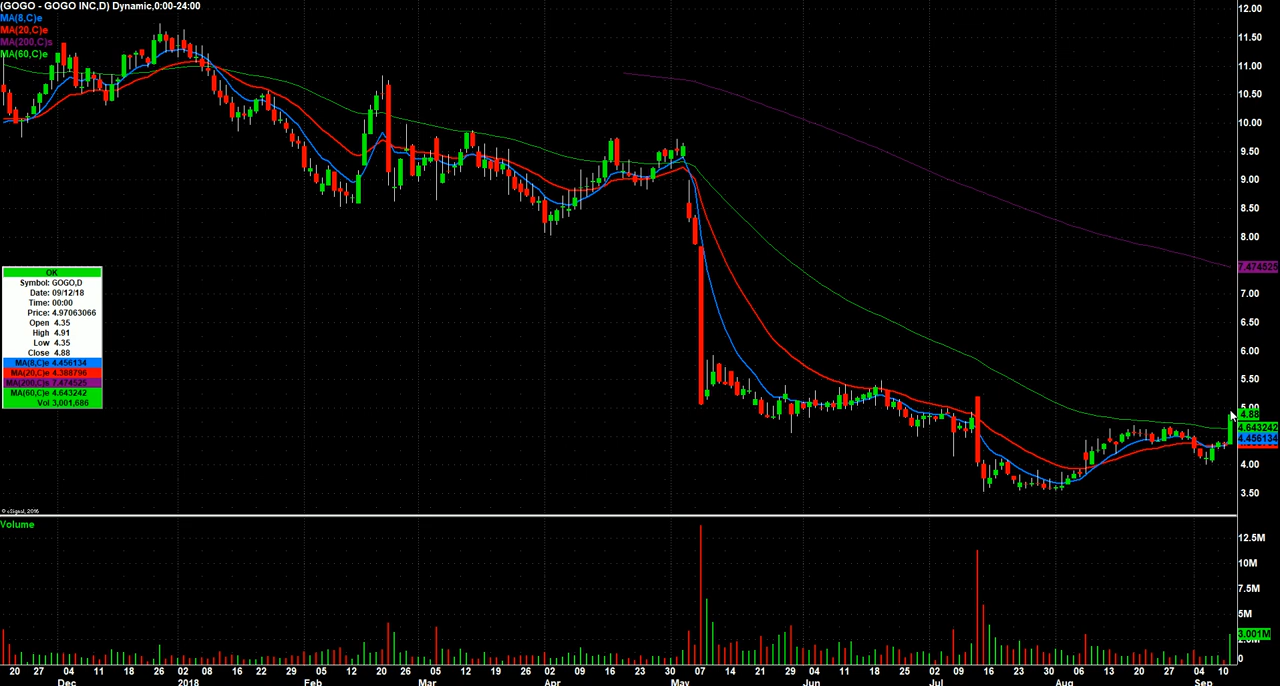 (GOGO - GOGO INC,D) Dynamic,0:00-24:00
MA(8,C)e
MA(20,C)e
MA(200,C)s
MA(60,C)e
12.00
11.50
11.00
10.50
10.00
9.50
9.00
8.50
8.00
7.474525
7.00
6.50
6.00
5.50
5.00
4.88
4.643242
4.456134
4.00
3.50
OK
Symbol: GOGO,D
Date: 09/12/18
Time: 00:00
Price: 4.97063066
Open 4.35
High 4.91
Low 4.35
Close 4.88
MA(8,C)e 4.456134
MA(20,C)e 4.388796
MA(200,C)s 7.474525
MA(60,C)e 4.643242
Vol 3,001,686
© eSignal, 2016
Volume
12.5M
10M
7.5M
5M
3.001M
0
20 27 04 11 18 26 02 08 16 22 29 05 12 20 26 05 12 19 26 02 09 16 23 30 07 14 21 29 04 11 18 25 02 09 16 23 30 06 13 20 27 04 10
Dec 2018 Feb Mar Apr May Jun Jul Aug Sep